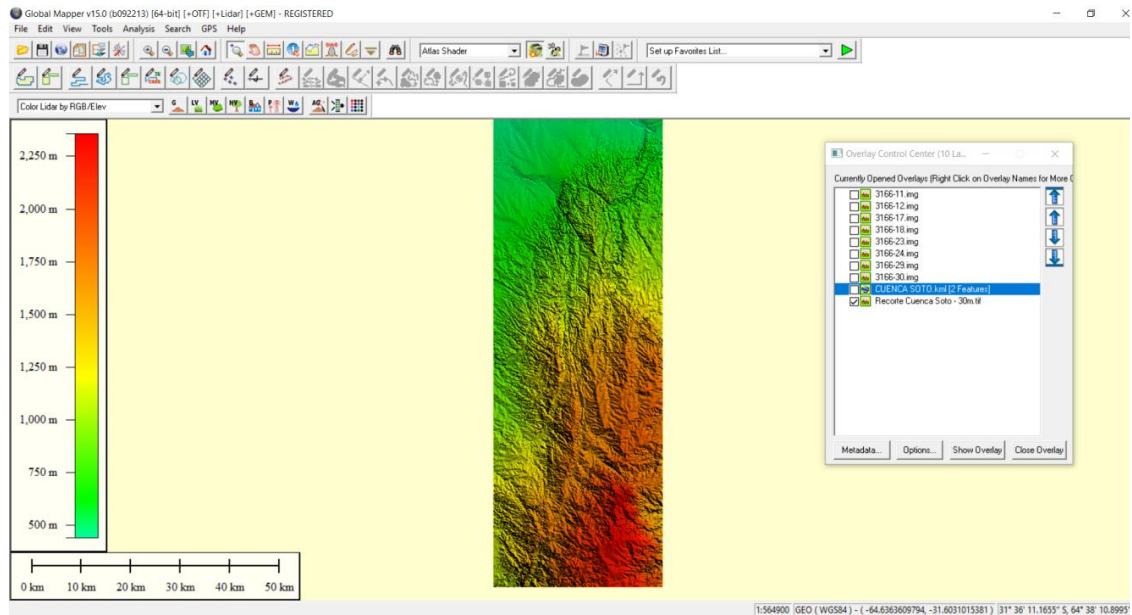 Global Mapper v15.0 (b092213) [64-bit] [+OTF] [+Lidar] [+GEM] - REGISTERED
File Edit View Tools Analysis Search GPS Help
Atlas Shader
Set up Favorites List...
Color Lidar by RGB/Elev
2,250 m
2,000 m
1,750 m
1,500 m
1,250 m
1,000 m
750 m
500 m
0 km 10 km 20 km 30 km 40 km 50 km
Overlay Control Center (10 La...
Currently Opened Overlays (Right Click on Overlay Names for More O
3166-11.img
3166-12.img
3166-17.img
3166-18.img
3166-23.img
3166-24.img
3166-29.img
3166-30.img
CUENCA SOTO.kml [2 Features]
Recorte Cuenca Soto - 30m.tif
Metadata... Options... Show Overlay Close Overlay
1:564900 GEO ( WGS84 ) - ( -64.6363609794, -31.6031015381 ) 31° 36' 11.1655" S, 64° 38' 10.8995"